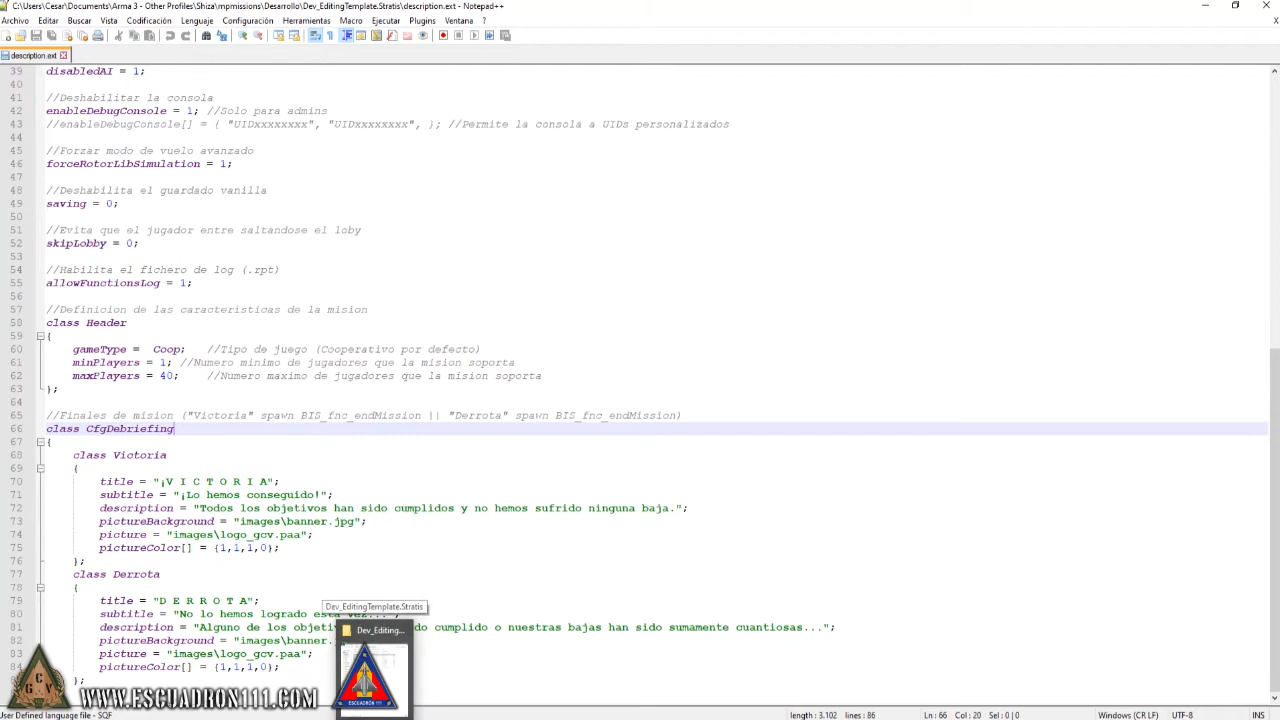 C:\Users\Cesar\Documents\Arma 3 - Other Profiles\Shiza\mpmissions\Desarrollo\Dev_EditingTemplate.Stratis\description.ext - Notepad++
Archivo Editar Buscar Vista Codificación Lenguaje Configuración Herramientas Macro Ejecutar Plugins Ventana ?
description.ext
39 disabledAI = 1;
40
41 //Deshabilitar la consola
42 enableDebugConsole = 1; //Solo para admins
43 //enableDebugConsole[] = { "UIDxxxxxxxx", "UIDxxxxxxxx", }; //Permite la consola a UIDs personalizados
44
45 //Forzar modo de vuelo avanzado
46 forceRotorLibSimulation = 1;
47
48 //Deshabilita el guardado vanilla
49 saving = 0;
50
51 //Evita que el jugador entre saltandose el loby
52 skipLobby = 0;
53
54 //Habilita el fichero de log (.rpt)
55 allowFunctionsLog = 1;
56
57 //Definicion de las caracteristicas de la mision
58 class Header
59 {
60 gameType = Coop; //Tipo de juego (Cooperativo por defecto)
61 minPlayers = 1; //Numero minimo de jugadores que la mision soporta
62 maxPlayers = 40; //Numero maximo de jugadores que la mision soporta
63 };
64
65 //Finales de mision ("Victoria" spawn BIS_fnc_endMission || "Derrota" spawn BIS_fnc_endMission)
66 class CfgDebriefing
67 {
68 class Victoria
69 {
70 title = "¡V I C T O R I A";
71 subtitle = "¡Lo hemos conseguido!";
72 description = "Todos los objetivos han sido cumplidos y no hemos sufrido ninguna baja.";
73 pictureBackground = "images\banner.jpg";
74 picture = "images\logo_gcv.paa";
75 pictureColor[] = {1,1,1,0};
76 };
77 class Derrota
78 {
79 title = "D E R R O T A";
80 subtitle = "No lo hemos logrado esta vez...";
81 description = "Alguno de los objeti do cumplido o nuestras bajas han sido sumamente cuantiosas...";
82 pictureBackground = "images\banner.
83 picture = "images\logo_gcv.paa";
84 pictureColor[] = {1,1,1,0};
};
Dev_EditingTemplate.Stratis
Dev_Editing...
GCV
WWW.ESCUADRON111.COM
ESCUADRON 111
User Defined language file - SQF length : 3.102 lines : 86 Ln : 66 Col : 20 Sel : 0 | 0 Windows (CR LF) UTF-8 INS